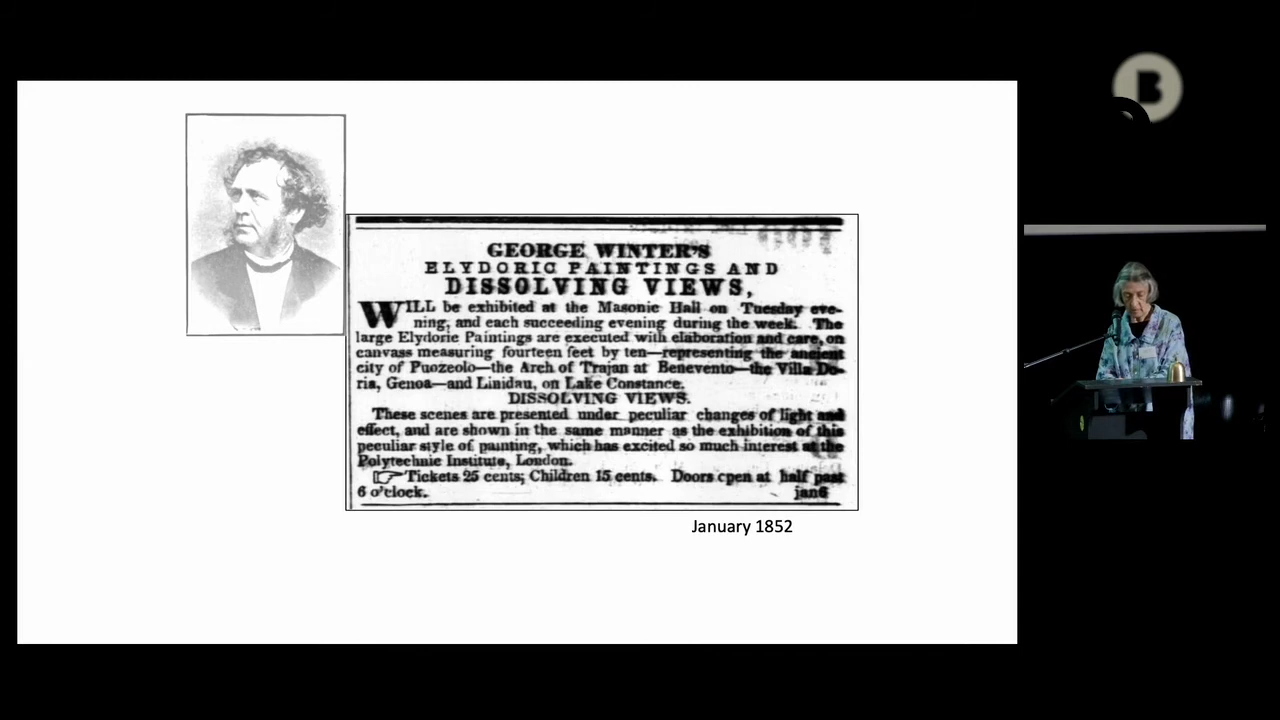 B
GEORGE WINTER'S
ELYDORIC PAINTINGS AND
DISSOLVING VIEWS,
WILL be exhibited at the Masonic Hall on Tuesday eve-
ning, and each succeeding evening during the week. The
large Elydoric Paintings are executed with elaboration and care, on
canvass measuring fourteen feet by ten—representing the ancient
city of Puozeolo—the Arch of Trajan at Benevento—the Villa Do-
ria, Genoa—and Linidau, on Lake Constance.
DISSOLVING VIEWS.
These scenes are presented under peculiar changes of light and
effect, and are shown in the same manner as the exhibition of this
peculiar style of painting, which has excited so much interest at the
Polytechnic Institute, London.
☞Tickets 25 cents; Children 15 cents. Doors open at half past
6 o'clock. jan6
January 1852